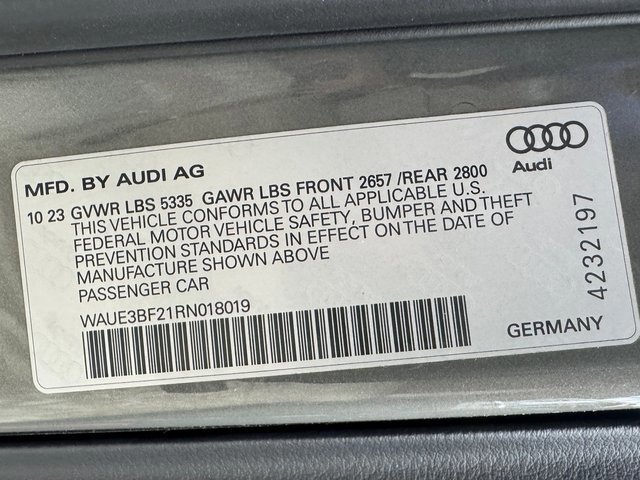 MFD. BY AUDI AG
10 23 GVWR LBS 5335 GAWR LBS FRONT 2657 /REAR 2800
THIS VEHICLE CONFORMS TO ALL APPLICABLE U.S.
FEDERAL MOTOR VEHICLE SAFETY, BUMPER AND THEFT
PREVENTION STANDARDS IN EFFECT ON THE DATE OF
MANUFACTURE SHOWN ABOVE
PASSENGER CAR
WAUE3BF21RN018019
Audi
4232197
GERMANY